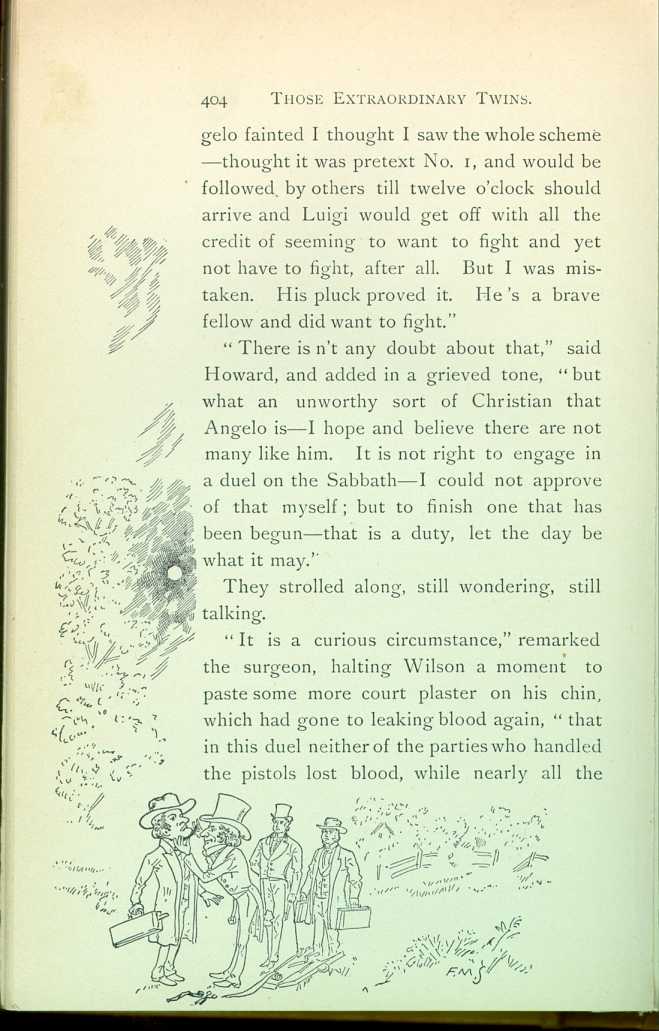 404 THOSE EXTRAORDINARY TWINS.
gelo fainted I thought I saw the whole scheme
—thought it was pretext No. 1, and would be
followed by others till twelve o'clock should
arrive and Luigi would get off with all the
credit of seeming to want to fight and yet
not have to fight, after all. But I was mis-
taken. His pluck proved it. He 's a brave
fellow and did want to fight."
" There is n't any doubt about that," said
Howard, and added in a grieved tone, " but
what an unworthy sort of Christian that
Angelo is—I hope and believe there are not
many like him. It is not right to engage in
a duel on the Sabbath—I could not approve
of that myself; but to finish one that has
been begun—that is a duty, let the day be
what it may."
They strolled along, still wondering, still
talking.
" It is a curious circumstance," remarked
the surgeon, halting Wilson a moment to
paste some more court plaster on his chin,
which had gone to leaking blood again, " that
in this duel neither of the parties who handled
the pistols lost blood, while nearly all the
F.M.S